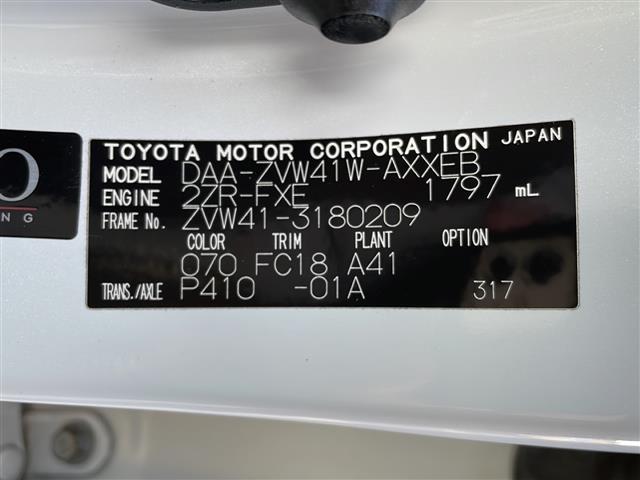 TOYOTA MOTOR CORPORATION JAPAN
MODEL DAA-ZVW41W-AXXEB
ENGINE 2ZR-FXE 1797 mL
FRAME No. ZVW41-3180209
COLOR TRIM PLANT OPTION
070 FC18 A41
TRANS./AXLE P410 -01A 317